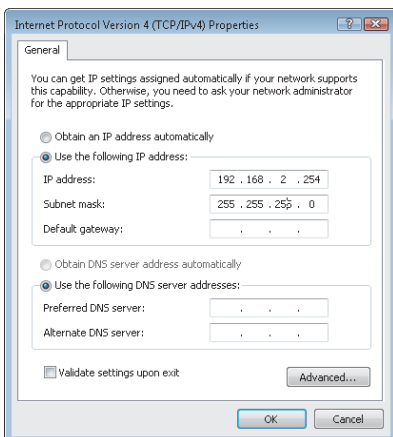 Internet Protocol Version 4 (TCP/IPv4) Properties
General
You can get IP settings assigned automatically if your network supports
this capability. Otherwise, you need to ask your network administrator
for the appropriate IP settings.
Obtain an IP address automatically
Use the following IP address:
IP address: 192 . 168 . 2 . 254
Subnet mask: 255 . 255 . 255 . 0
Default gateway: . . .
Obtain DNS server address automatically
Use the following DNS server addresses:
Preferred DNS server: . . .
Alternate DNS server: . . .
Validate settings upon exit
Advanced...
OK Cancel